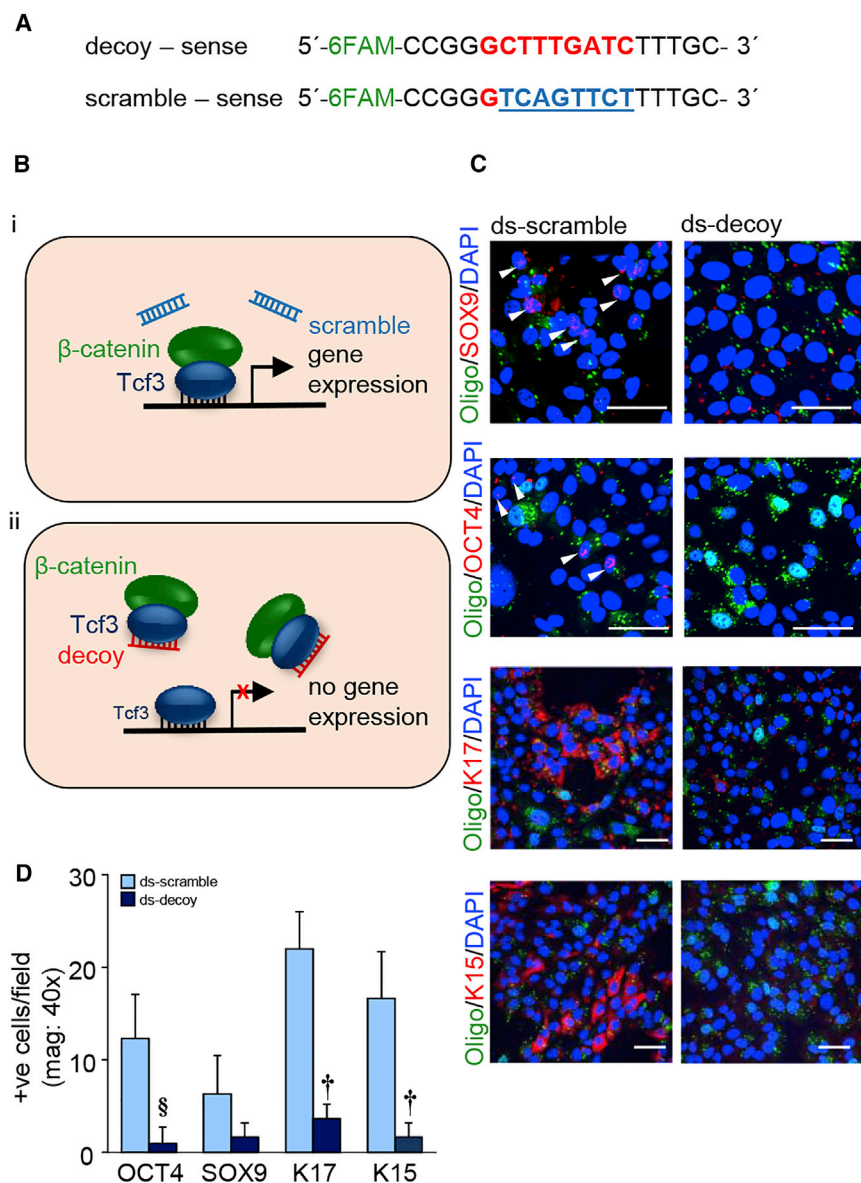 A
decoy – sense 5´-6FAM-CCGGGCTTTGATCTTTGC- 3´
scramble – sense 5´-6FAM-CCGGGTCAGTTCTTTTGC- 3´
B
i
scramble
β-catenin
gene
Tcf3
expression
ii
β-catenin
Tcf3
decoy
no gene
Tcf3
expression
C
ds-scramble ds-decoy
Oligo/SOX9/DAPI
Oligo/OCT4/DAPI
Oligo/K17/DAPI
Oligo/K15/DAPI
D
ds-scramble
ds-decoy
+ve cells/field
(mag: 40x)
30
20
10
0
§
†
†
OCT4 SOX9 K17 K15